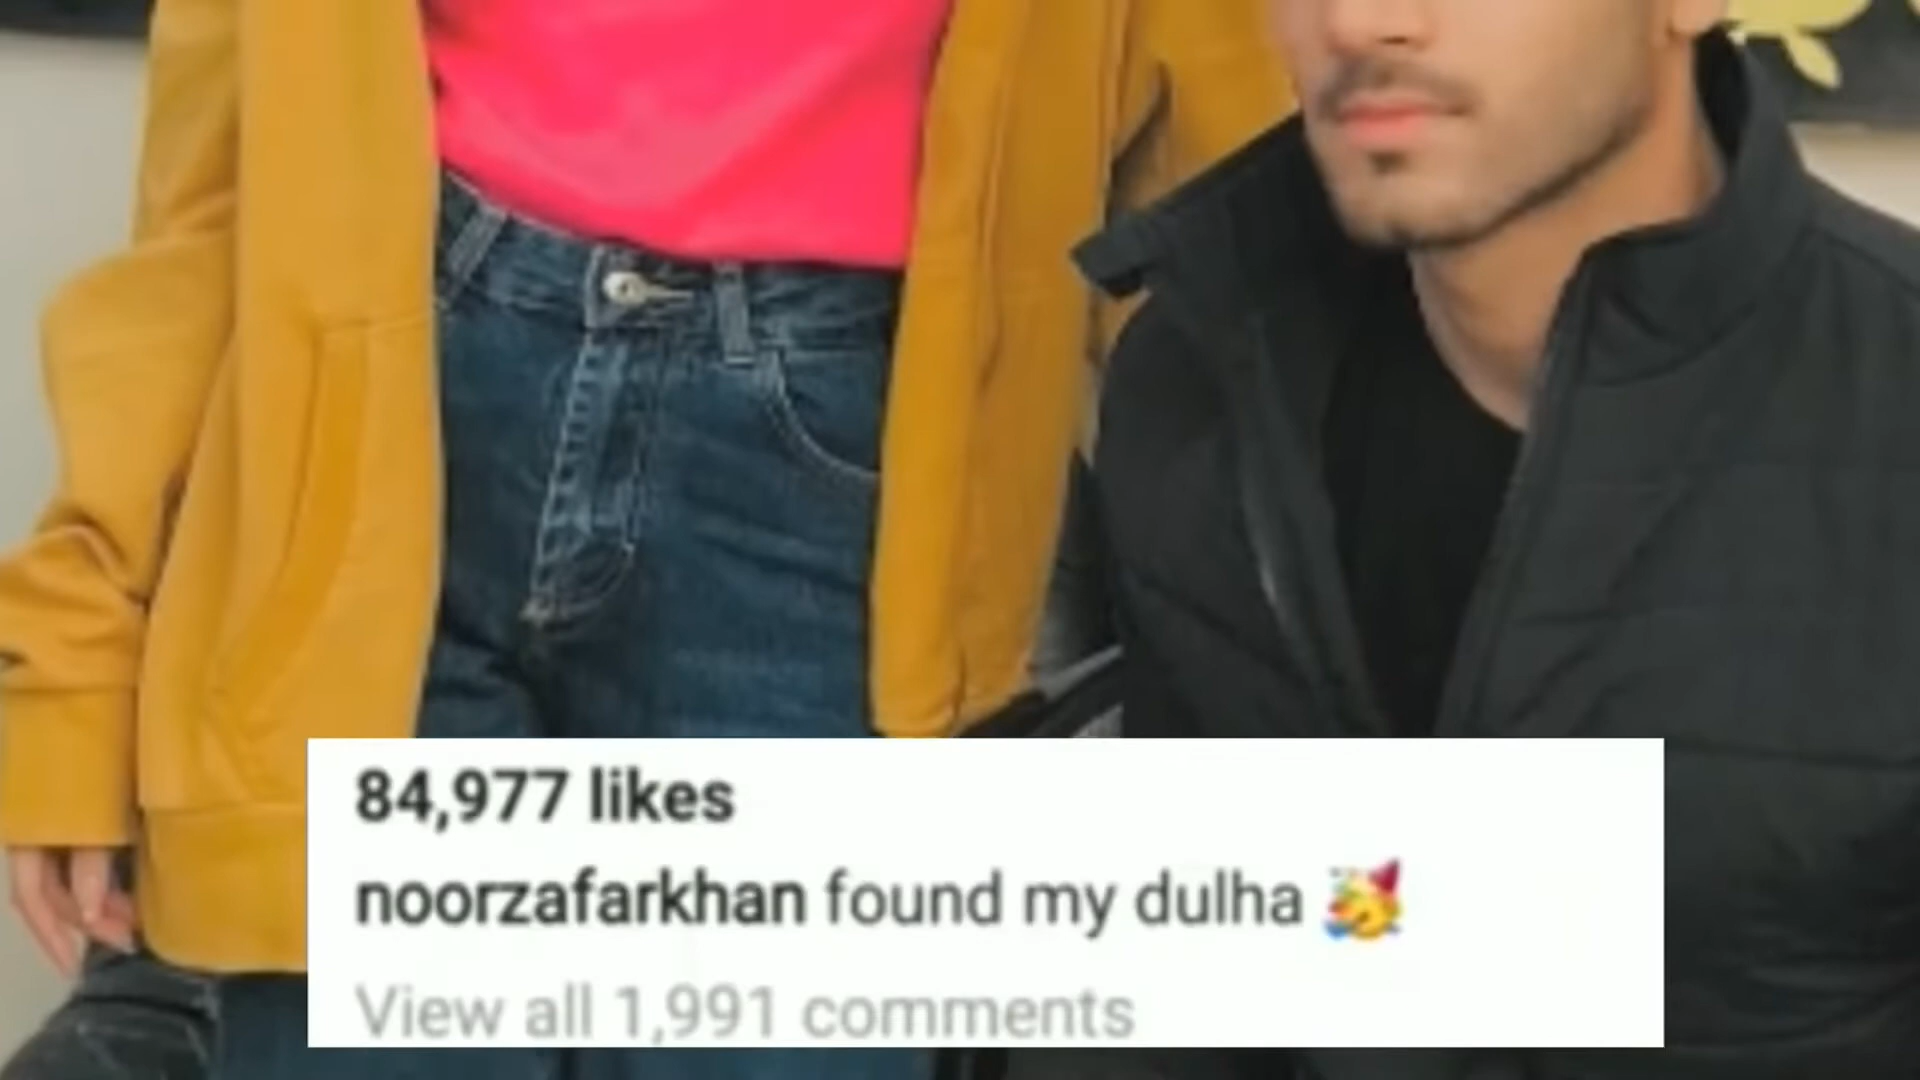 84,977 likes
noorzafarkhan found my dulha 🥳
View all 1,991 comments